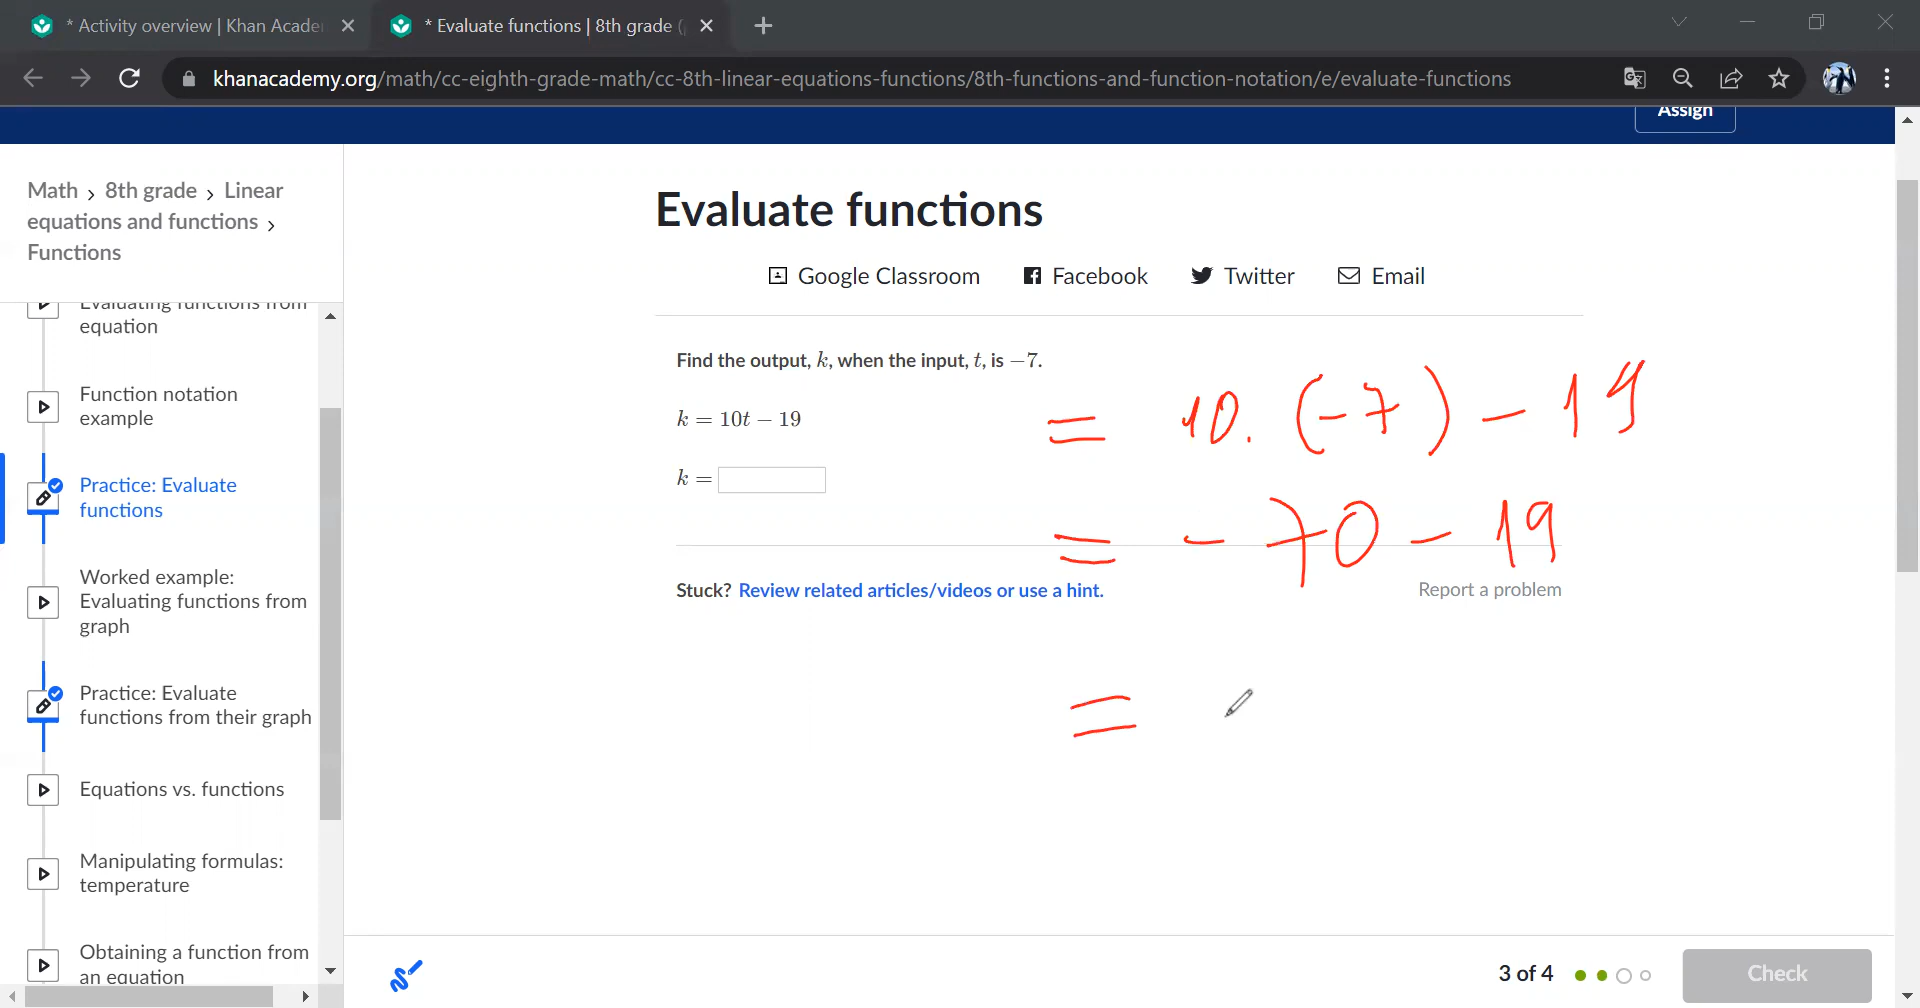 * Activity overview | Khan Acade
* Evaluate functions | 8th grade (
khanacademy.org/math/cc-eighth-grade-math/cc-8th-linear-equations-functions/8th-functions-and-function-notation/e/evaluate-functions
Assign
Math › 8th grade › Linear
equations and functions ›
Functions
Evaluating functions from
equation
Function notation
example
Practice: Evaluate
functions
Worked example:
Evaluating functions from
graph
Practice: Evaluate
functions from their graph
Equations vs. functions
Manipulating formulas:
temperature
Obtaining a function from
an equation
Evaluate functions
Google Classroom Facebook Twitter Email
Find the output, k, when the input, t, is −7.
k = 10t − 19
= 10. (-7) - 19
k =
= - 70 - 19
Stuck? Review related articles/videos or use a hint.
Report a problem
=
3 of 4
Check